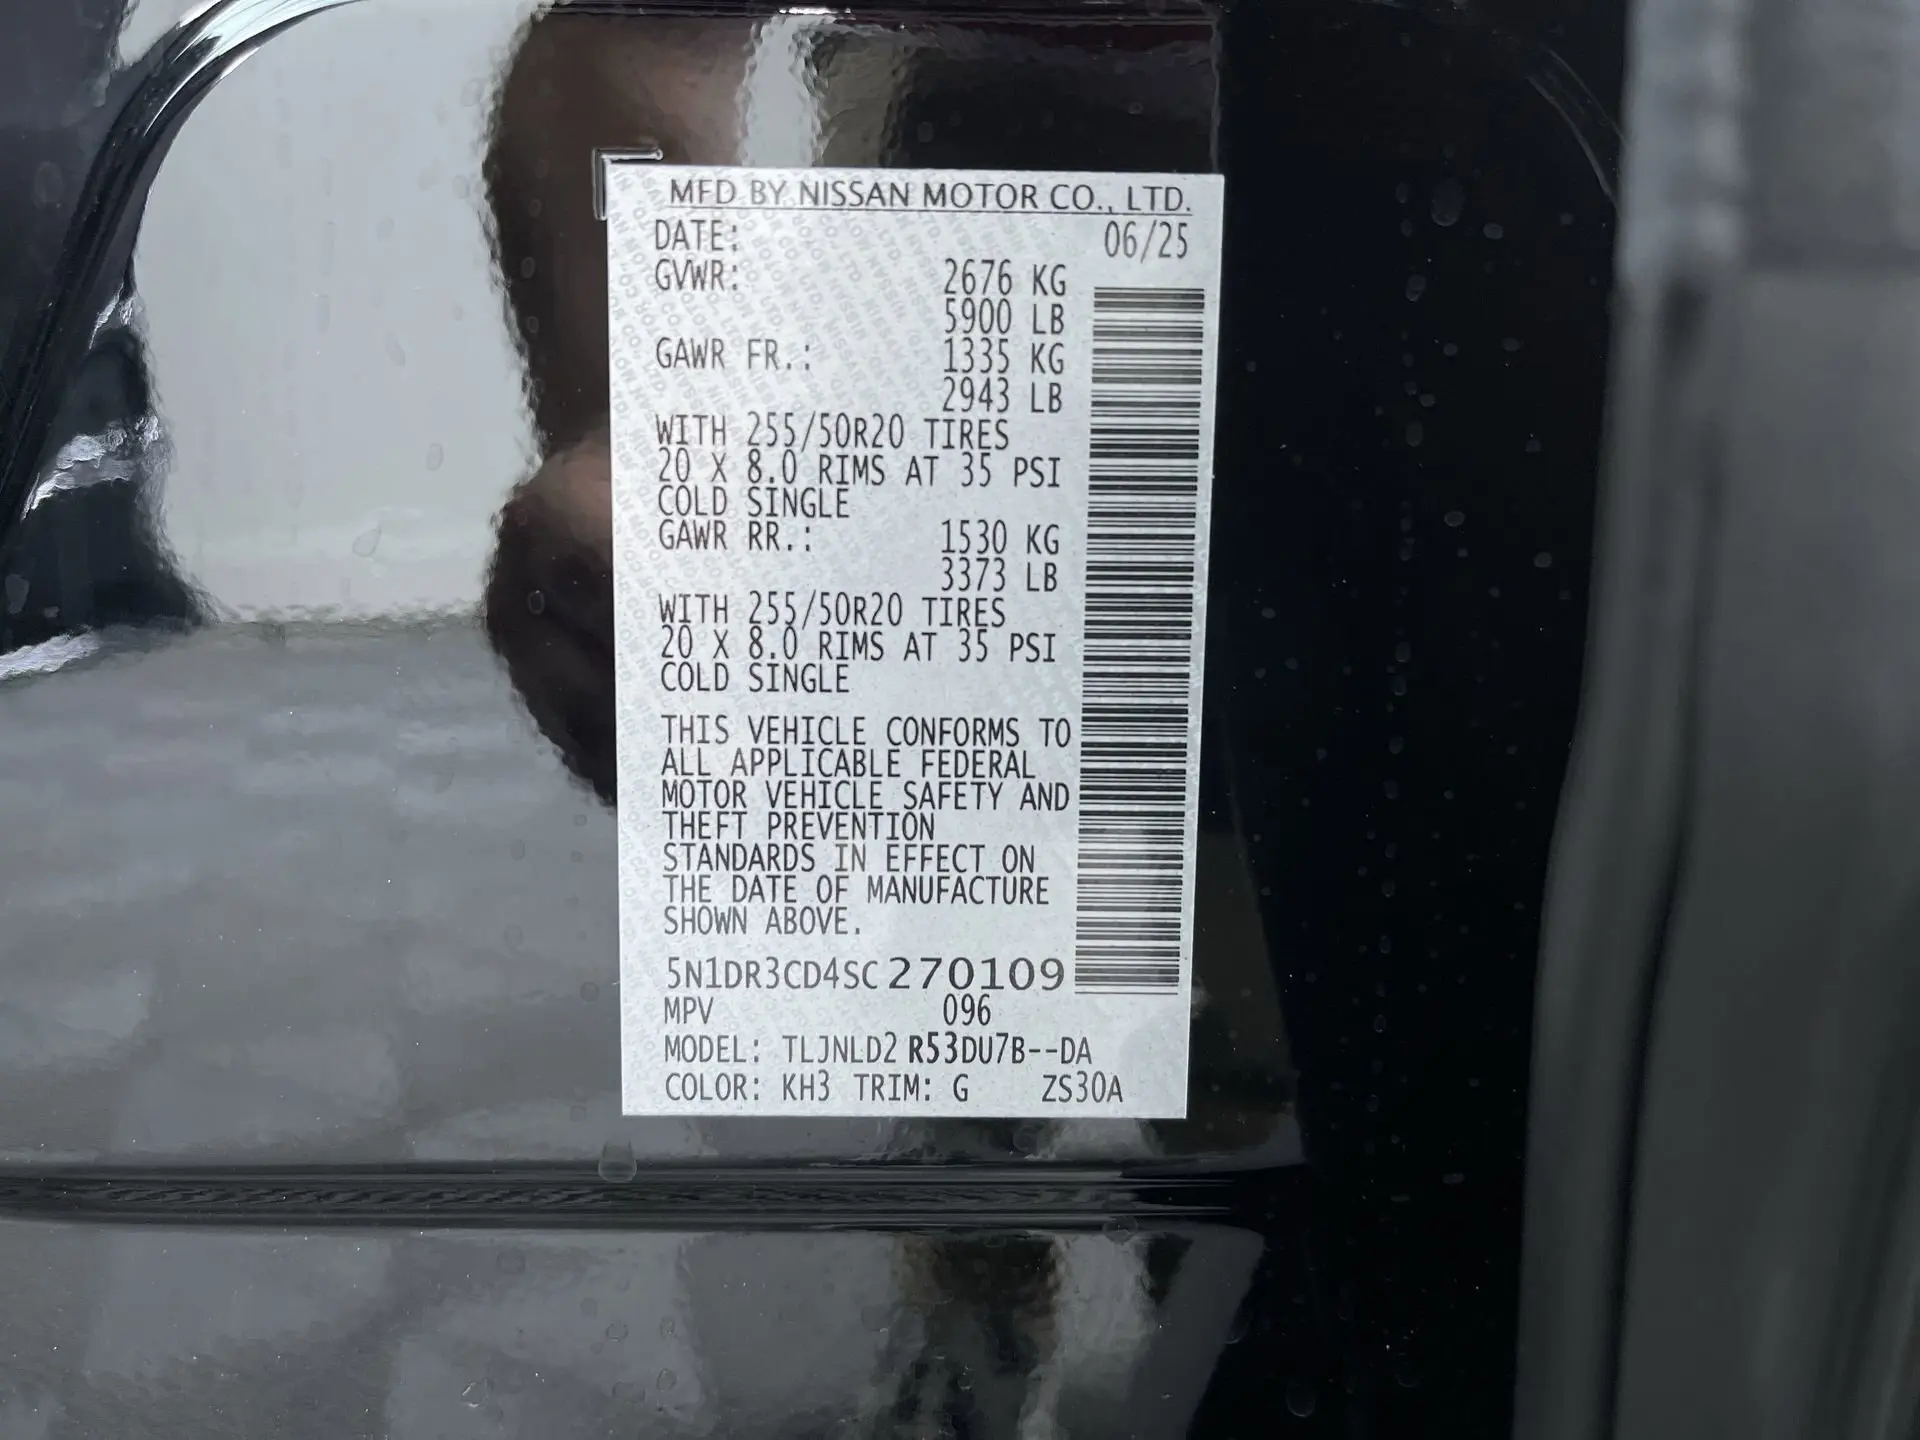 MFD BY NISSAN MOTOR CO., LTD.
DATE: 06/25
GVWR: 2676 KG
5900 LB
GAWR FR.: 1335 KG
2943 LB
WITH 255/50R20 TIRES
20 X 8.0 RIMS AT 35 PSI
COLD SINGLE
GAWR RR.: 1530 KG
3373 LB
WITH 255/50R20 TIRES
20 X 8.0 RIMS AT 35 PSI
COLD SINGLE
THIS VEHICLE CONFORMS TO
ALL APPLICABLE FEDERAL
MOTOR VEHICLE SAFETY AND
THEFT PREVENTION
STANDARDS IN EFFECT ON
THE DATE OF MANUFACTURE
SHOWN ABOVE.
5N1DR3CD4SC270109
MPV 096
MODEL: TLJNLD2 R53DU7B--DA
COLOR: KH3 TRIM: G ZS30A